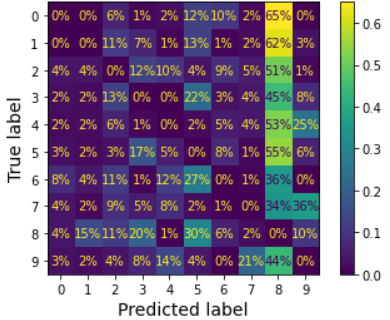 0 0% 0% 6% 1% 2% 12% 10% 2% 65% 0%
1 0% 0% 11% 7% 1% 13% 1% 2% 62% 3%
2 4% 4% 0% 12% 10% 4% 9% 5% 51% 1%
3 2% 2% 13% 0% 0% 22% 3% 4% 45% 8%
4 2% 2% 6% 1% 0% 2% 5% 4% 53% 25%
5 3% 2% 3% 17% 5% 0% 8% 1% 55% 6%
6 8% 4% 11% 1% 12% 27% 0% 1% 36% 0%
7 4% 2% 9% 5% 8% 2% 1% 0% 34% 36%
8 4% 15% 11% 20% 1% 30% 6% 2% 0% 10%
9 3% 2% 4% 8% 14% 4% 0% 21% 44% 0%
0 1 2 3 4 5 6 7 8 9
Predicted label
True label
0.6
0.5
0.4
0.3
0.2
0.1
0.0